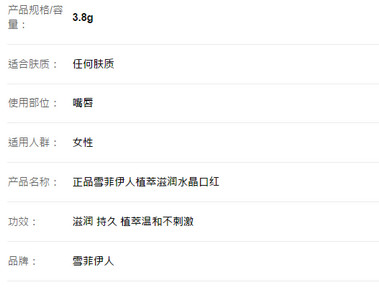 产品规格/容
量：
3.8g
适合肤质： 任何肤质
使用部位： 嘴唇
适用人群： 女性
产品名称： 正品雪菲伊人植萃滋润水晶口红
功效： 滋润 持久 植萃温和不刺激
品牌： 雪菲伊人